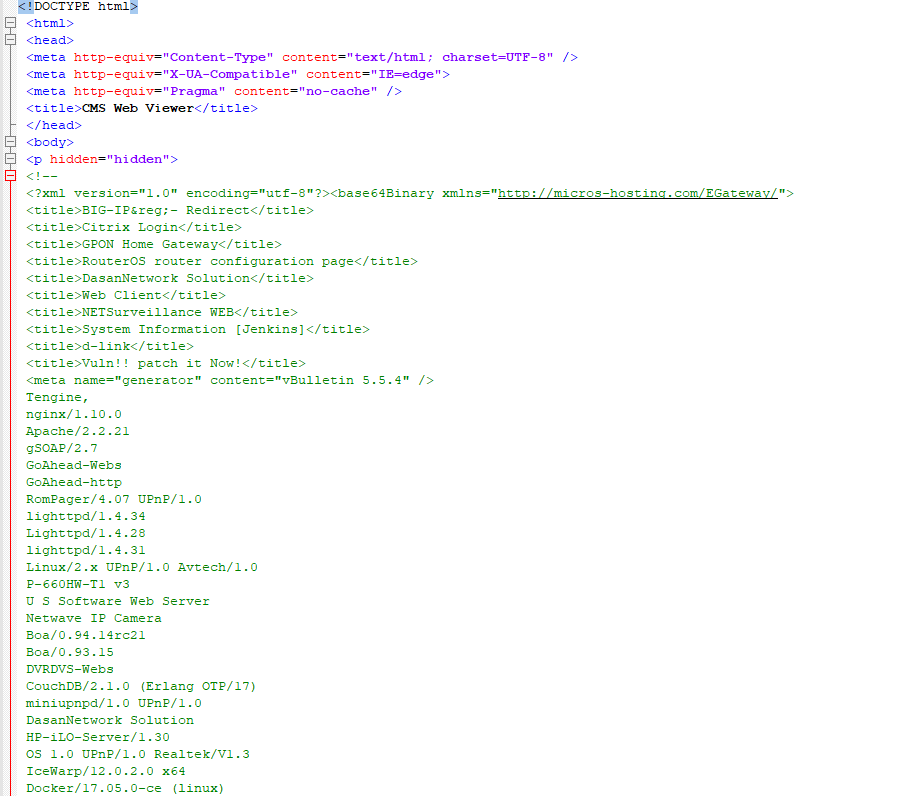 <!DOCTYPE html>
<html>
<head>
<meta http-equiv="Content-Type" content="text/html; charset=UTF-8" />
<meta http-equiv="X-UA-Compatible" content="IE=edge">
<meta http-equiv="Pragma" content="no-cache" />
<title>CMS Web Viewer</title>
</head>
<body>
<p hidden="hidden">
<!--
<?xml version="1.0" encoding="utf-8"?><base64Binary xmlns="http://micros-hosting.com/EGateway/">
<title>BIG-IP&reg;- Redirect</title>
<title>Citrix Login</title>
<title>GPON Home Gateway</title>
<title>RouterOS router configuration page</title>
<title>DasanNetwork Solution</title>
<title>Web Client</title>
<title>NETSurveillance WEB</title>
<title>System Information [Jenkins]</title>
<title>d-link</title>
<title>Vuln!! patch it Now!</title>
<meta name="generator" content="vBulletin 5.5.4" />
Tengine,
nginx/1.10.0
Apache/2.2.21
gSOAP/2.7
GoAhead-Webs
GoAhead-http
RomPager/4.07 UPnP/1.0
lighttpd/1.4.34
Lighttpd/1.4.28
lighttpd/1.4.31
Linux/2.x UPnP/1.0 Avtech/1.0
P-660HW-T1 v3
U S Software Web Server
Netwave IP Camera
Boa/0.94.14rc21
Boa/0.93.15
DVRDVS-Webs
CouchDB/2.1.0 (Erlang OTP/17)
miniupnpd/1.0 UPnP/1.0
DasanNetwork Solution
HP-iLO-Server/1.30
OS 1.0 UPnP/1.0 Realtek/V1.3
IceWarp/12.0.2.0 x64
Docker/17.05.0-ce (linux)